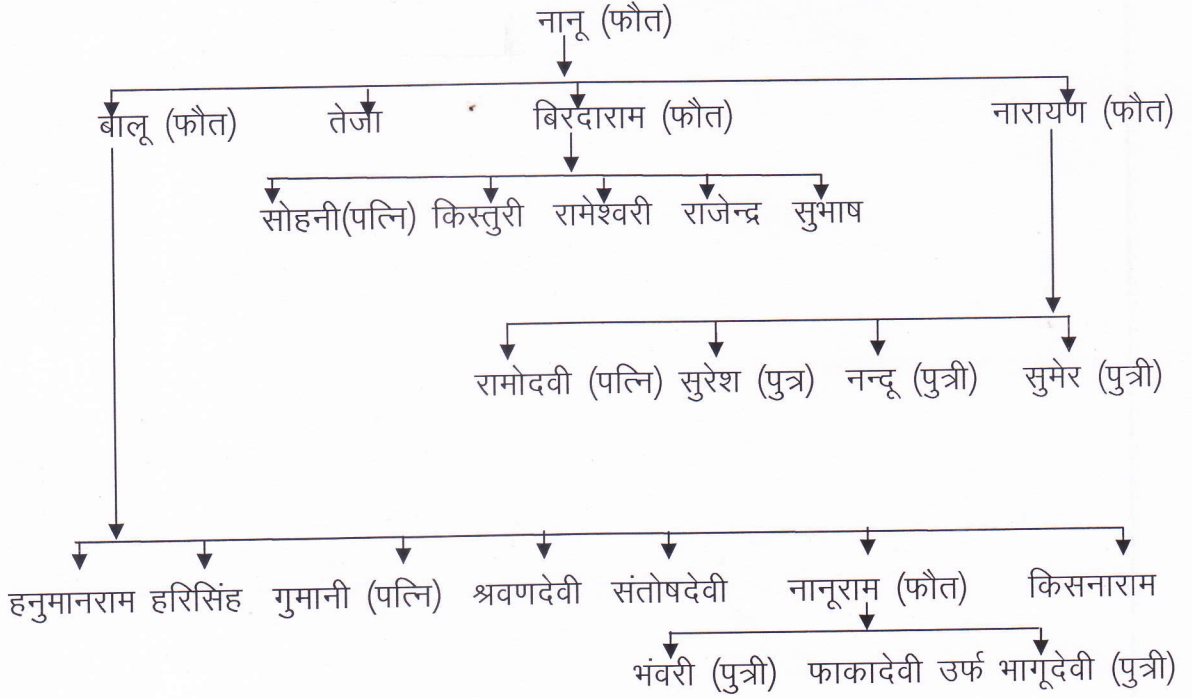 नानू (फौत)
बालू (फौत) तेजा बिरदाराम (फौत) नारायण (फौत)
सोहनी(पत्नि) किस्तुरी रामेश्वरी राजेन्द्र सुभाष
रामोदवी (पत्नि) सुरेश (पुत्र) नन्दू (पुत्री) सुमेर (पुत्री)
हनुमानराम हरिसिंह गुमानी (पत्नि) श्रवणदेवी संतोषदेवी नानूराम (फौत) किसनाराम
भंवरी (पुत्री) फाकादेवी उर्फ भागूदेवी (पुत्री)